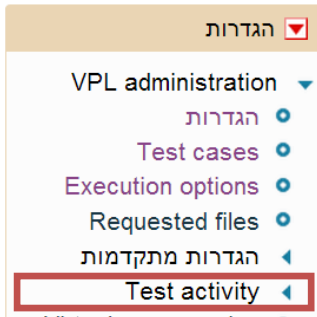 הגדרות
VPL administration
הגדרות
Test cases
Execution options
Requested files
הגדרות מתקדמות
Test activity